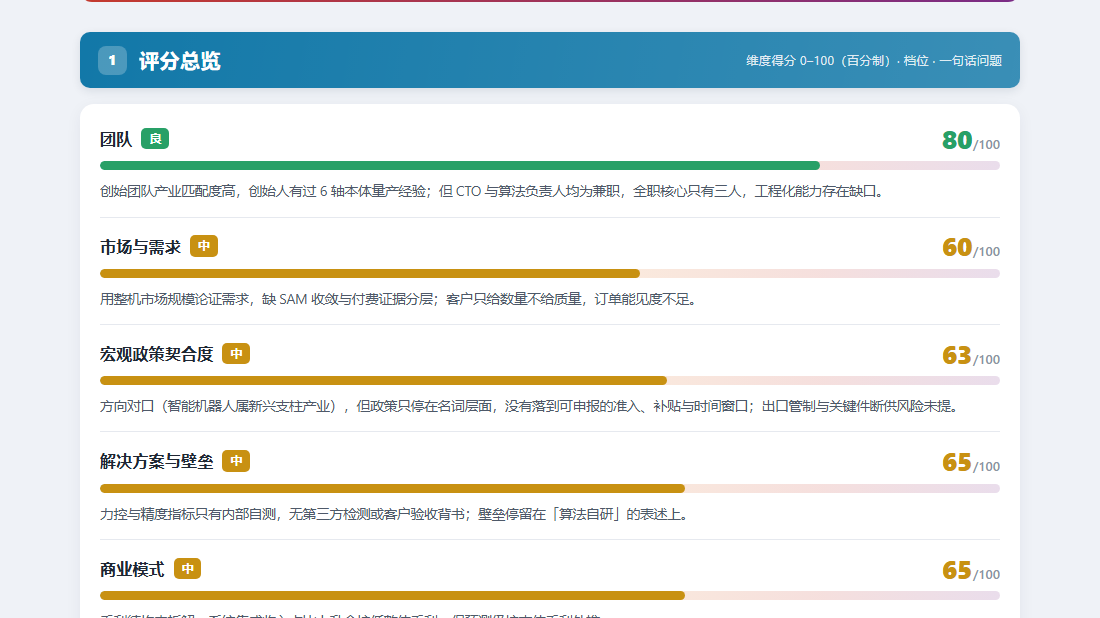 1 评分总览 维度得分 0–100（百分制）· 档位 · 一句话问题
团队 良 80/100
创始团队产业匹配度高，创始人有过 6 轴本体量产经验；但 CTO 与算法负责人均为兼职，全职核心只有三人，工程化能力存在缺口。
市场与需求 中 60/100
用整机市场规模论证需求，缺 SAM 收敛与付费证据分层；客户只给数量不给质量，订单能见度不足。
宏观政策契合度 中 63/100
方向对口（智能机器人属新兴支柱产业），但政策只停在名词层面，没有落到可申报的准入、补贴与时间窗口；出口管制与关键件断供风险未提。
解决方案与壁垒 中 65/100
力控与精度指标只有内部自测，无第三方检测或客户验收背书；壁垒停留在「算法自研」的表述上。
商业模式 中 65/100